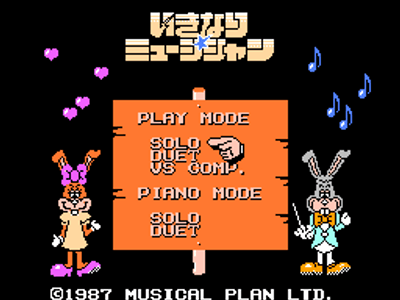 いきなり
ミュージシャン
PLAY MODE
SOLO
DUET
VS COMP.
PIANO MODE
SOLO
DUET
©1987 MUSICAL PLAN LTD.